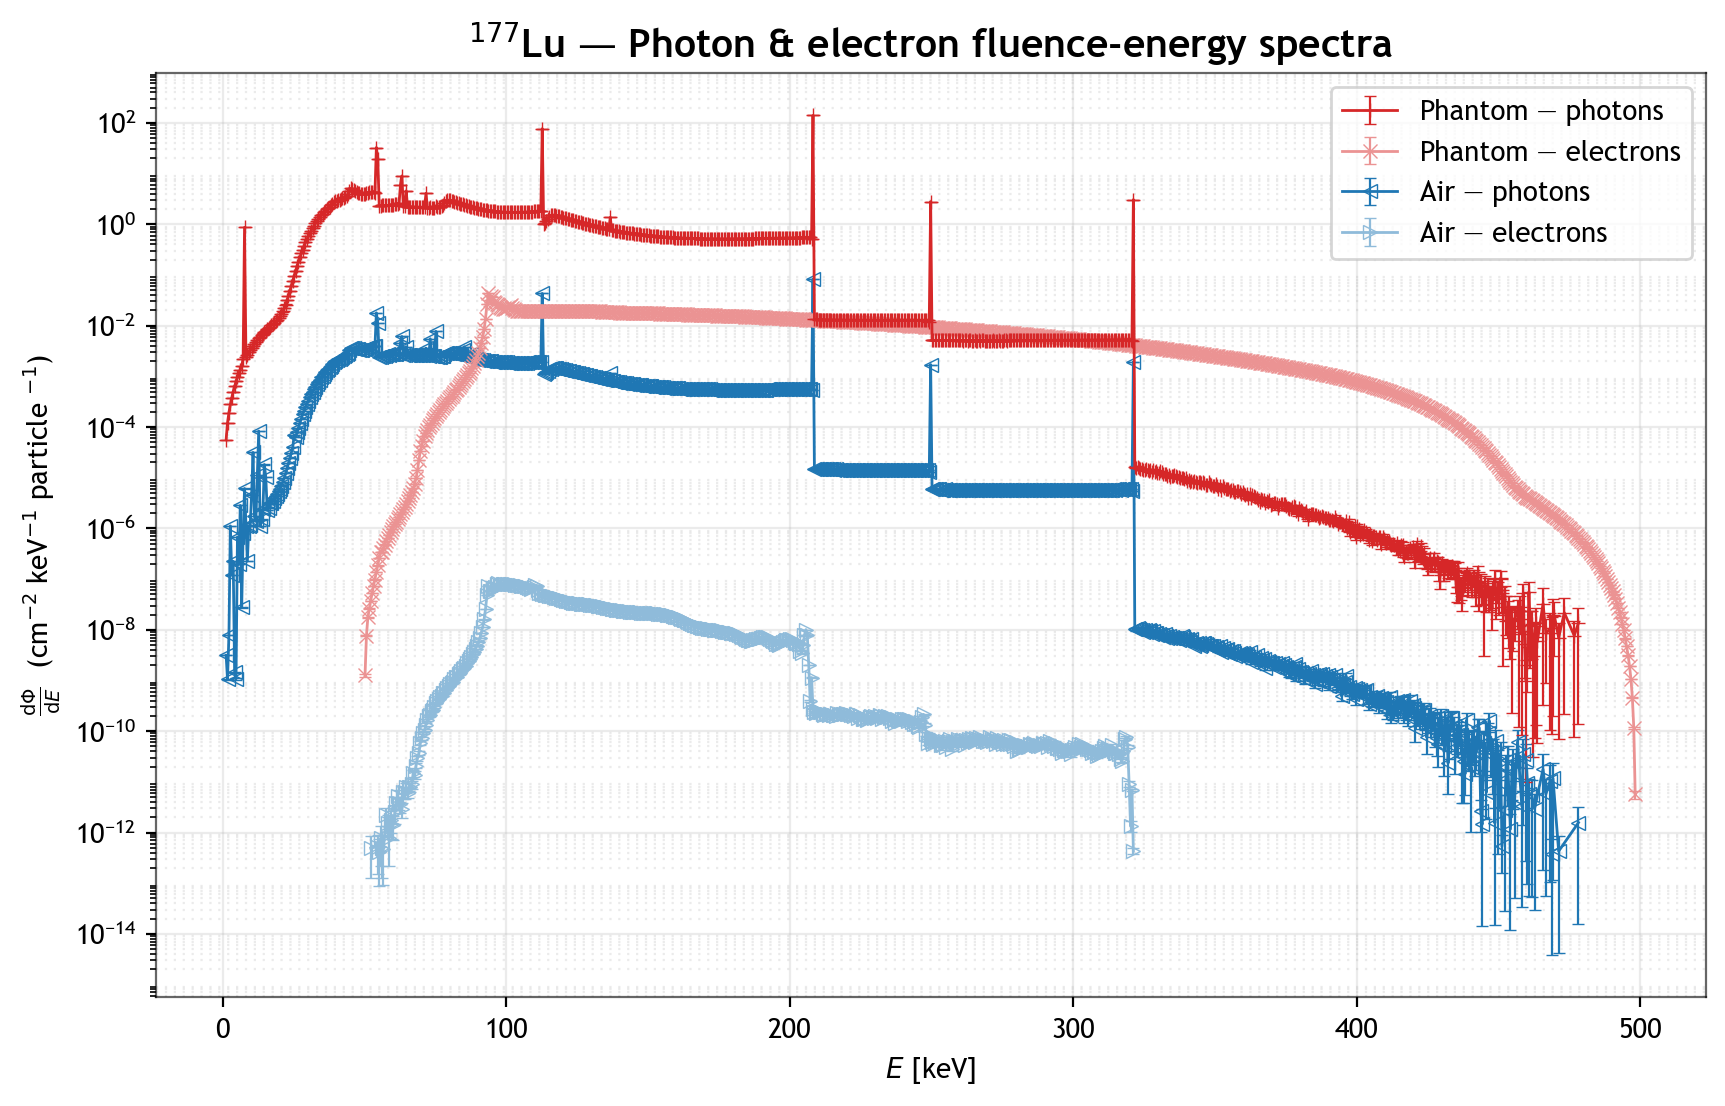 ¹⁷⁷Lu — Photon & electron fluence-energy spectra
Phantom − photons
Phantom − electrons
Air − photons
Air − electrons
10²
10⁰
10⁻²
10⁻⁴
10⁻⁶
10⁻⁸
10⁻¹⁰
10⁻¹²
10⁻¹⁴
dΦ/dE (cm⁻² keV⁻¹ particle⁻¹)
0 100 200 300 400 500
E [keV]